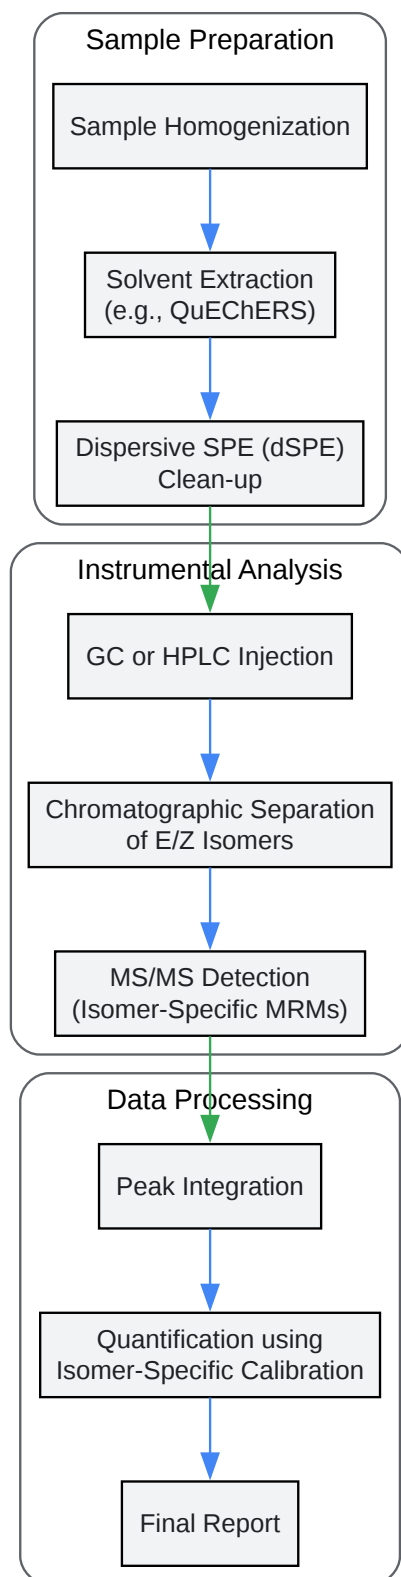 Sample Preparation
Sample Homogenization
Solvent Extraction
(e.g., QuEChERS)
Dispersive SPE (dSPE)
Clean-up
Instrumental Analysis
GC or HPLC Injection
Chromatographic Separation
of E/Z Isomers
MS/MS Detection
(Isomer-Specific MRMs)
Data Processing
Peak Integration
Quantification using
Isomer-Specific Calibration
Final Report